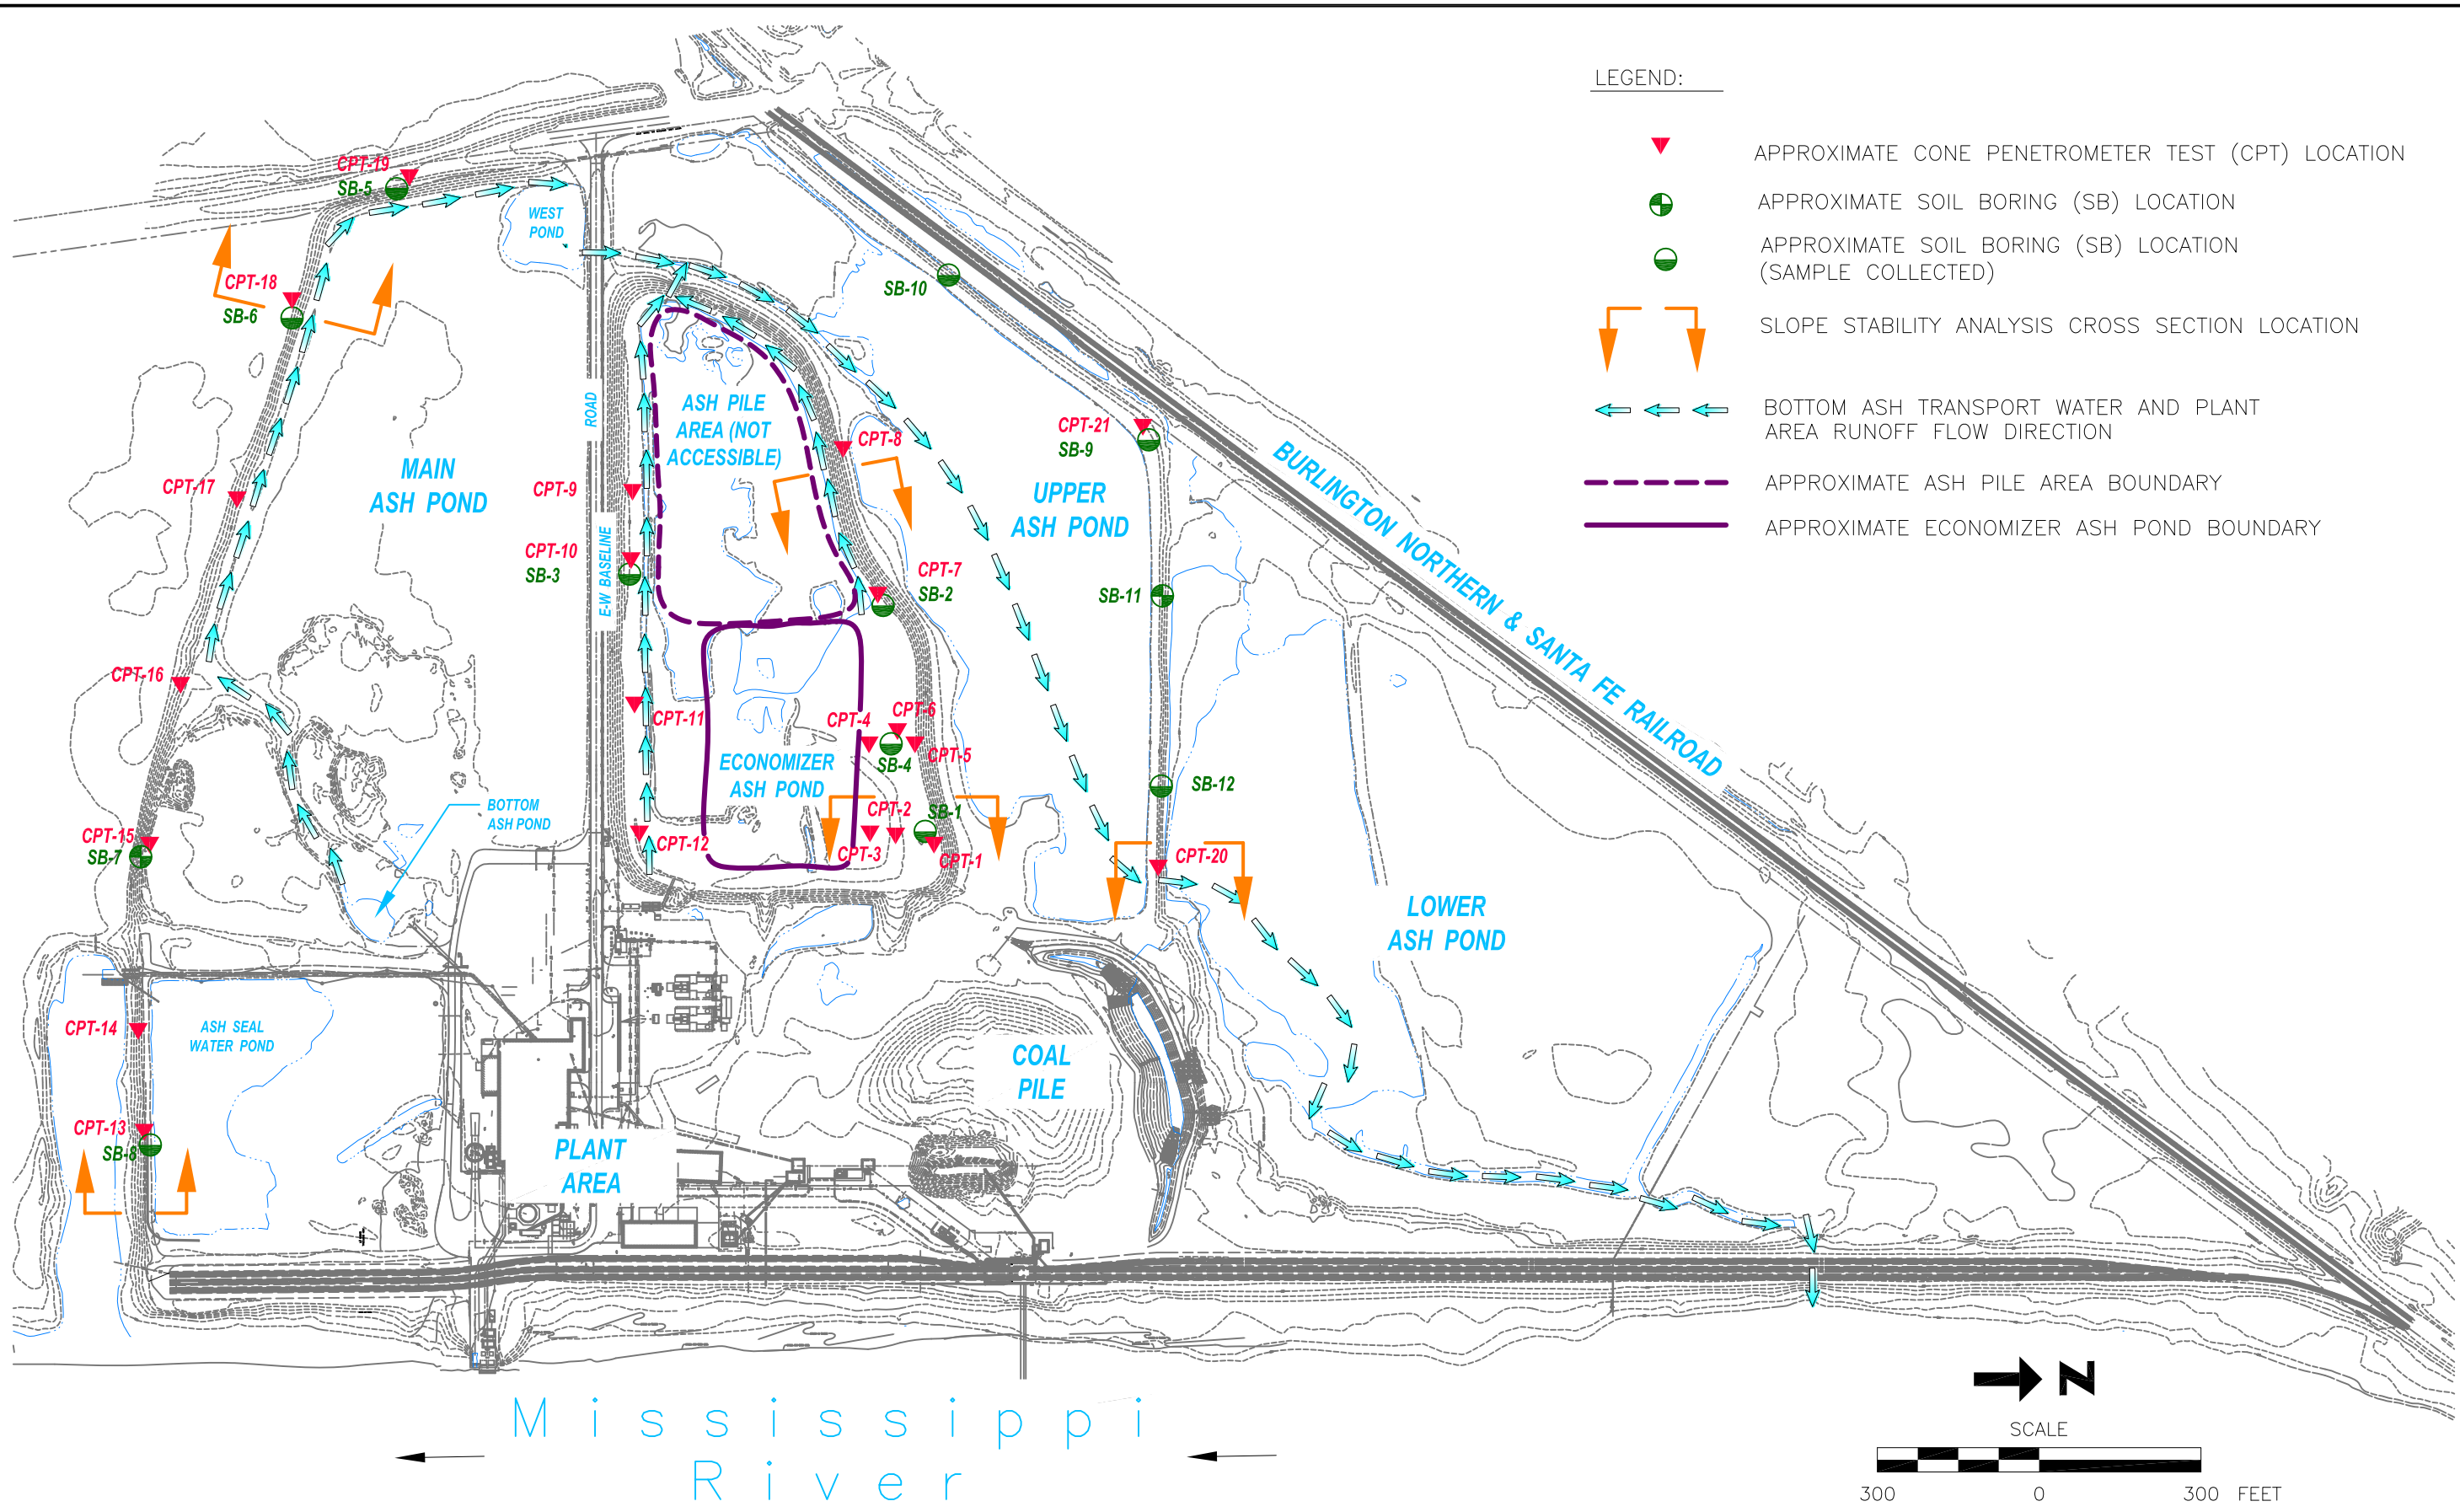 LEGEND:
APPROXIMATE CONE PENETROMETER TEST (CPT) LOCATION
APPROXIMATE SOIL BORING (SB) LOCATION
APPROXIMATE SOIL BORING (SB) LOCATION
(SAMPLE COLLECTED)
SLOPE STABILITY ANALYSIS CROSS SECTION LOCATION
BOTTOM ASH TRANSPORT WATER AND PLANT
AREA RUNOFF FLOW DIRECTION
APPROXIMATE ASH PILE AREA BOUNDARY
APPROXIMATE ECONOMIZER ASH POND BOUNDARY
CPT-19
SB-5
WEST
POND
CPT-18
SB-6
SB-10
ROAD
ASH PILE
AREA (NOT
ACCESSIBLE)
CPT-8
CPT-21
SB-9
MAIN
ASH POND
CPT-17
CPT-9
UPPER
ASH POND
BURLINGTON NORTHERN & SANTA FE RAILROAD
CPT-10
SB-3
E-W BASELINE
CPT-7
SB-2
SB-11
CPT-16
CPT-11
CPT-4
CPT-6
CPT-5
SB-4
ECONOMIZER
ASH POND
SB-12
BOTTOM
ASH POND
CPT-2
SB-1
CPT-15
SB-7
CPT-12
CPT-3
CPT-1
CPT-20
LOWER
ASH POND
CPT-14
ASH SEAL
WATER POND
COAL
PILE
CPT-13
SB-8
PLANT
AREA
Mississippi
River
N
SCALE
300 0 300 FEET